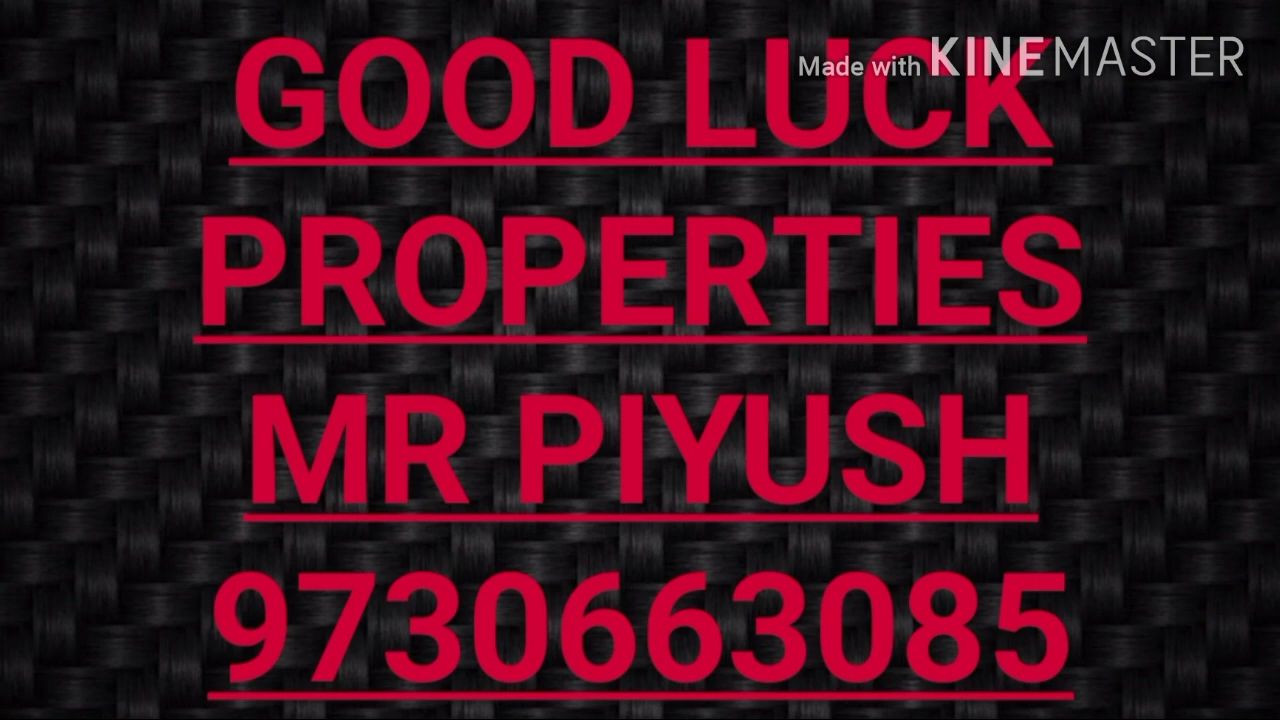 Made with KINEMASTER
GOOD LUCK
PROPERTIES
MR PIYUSH
9730663085